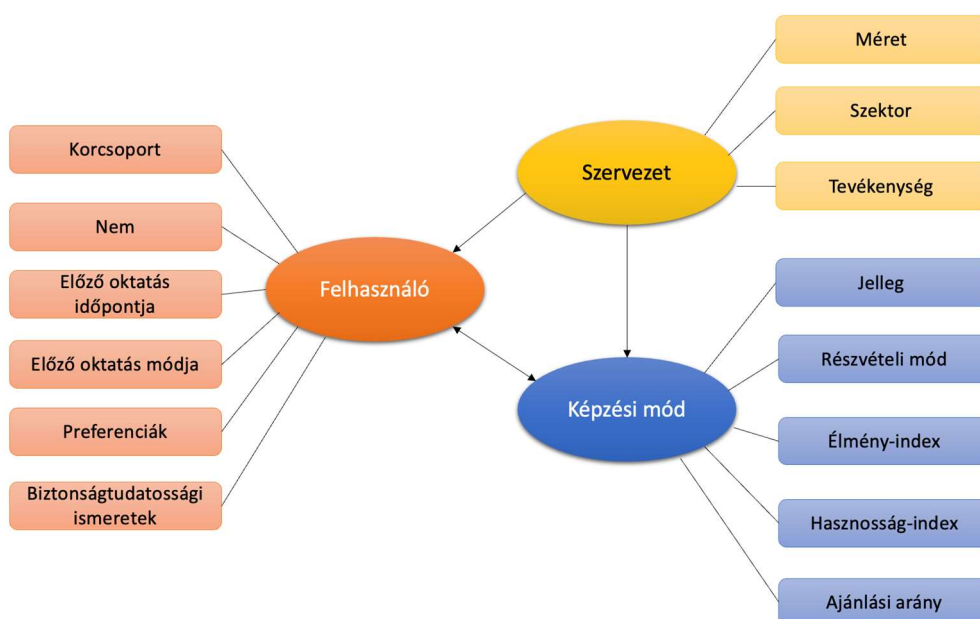 Méret
Szektor
Tevékenység
Szervezet
Korcsoport
Nem
Előző oktatás
időpontja
Előző oktatás módja
Preferenciák
Biztonságtudatossági
ismeretek
Felhasználó
Képzési mód
Jelleg
Részvételi mód
Élmény-index
Hasznosság-index
Ajánlási arány